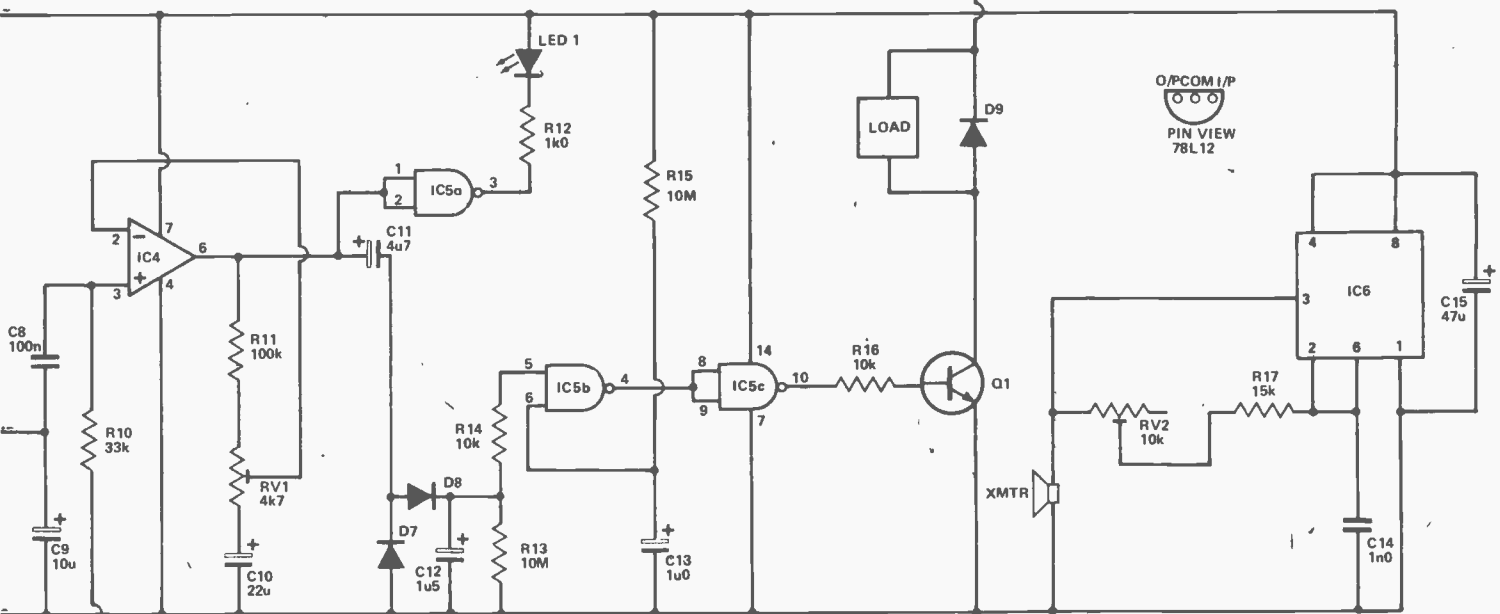 LED 1
R12
1k0
1
2
IC5a
3
R15
10M
LOAD
D9
O/P COM I/P
PIN VIEW
78L12
2
7
IC4
6
3
4
C11
4u7
+
-
+
4
8
3
IC6
2
6
1
C15
47u
+
C8
100n
R11
100k
R10
33k
RV1
4k7
C9
10u
+
C10
22u
+
5
6
IC5b
4
8
9
IC5c
14
10
7
R16
10k
Q1
R14
10k
D8
D7
C12
1u5
+
R13
10M
C13
1u0
+
R17
15k
RV2
10k
XMTR
C14
1n0